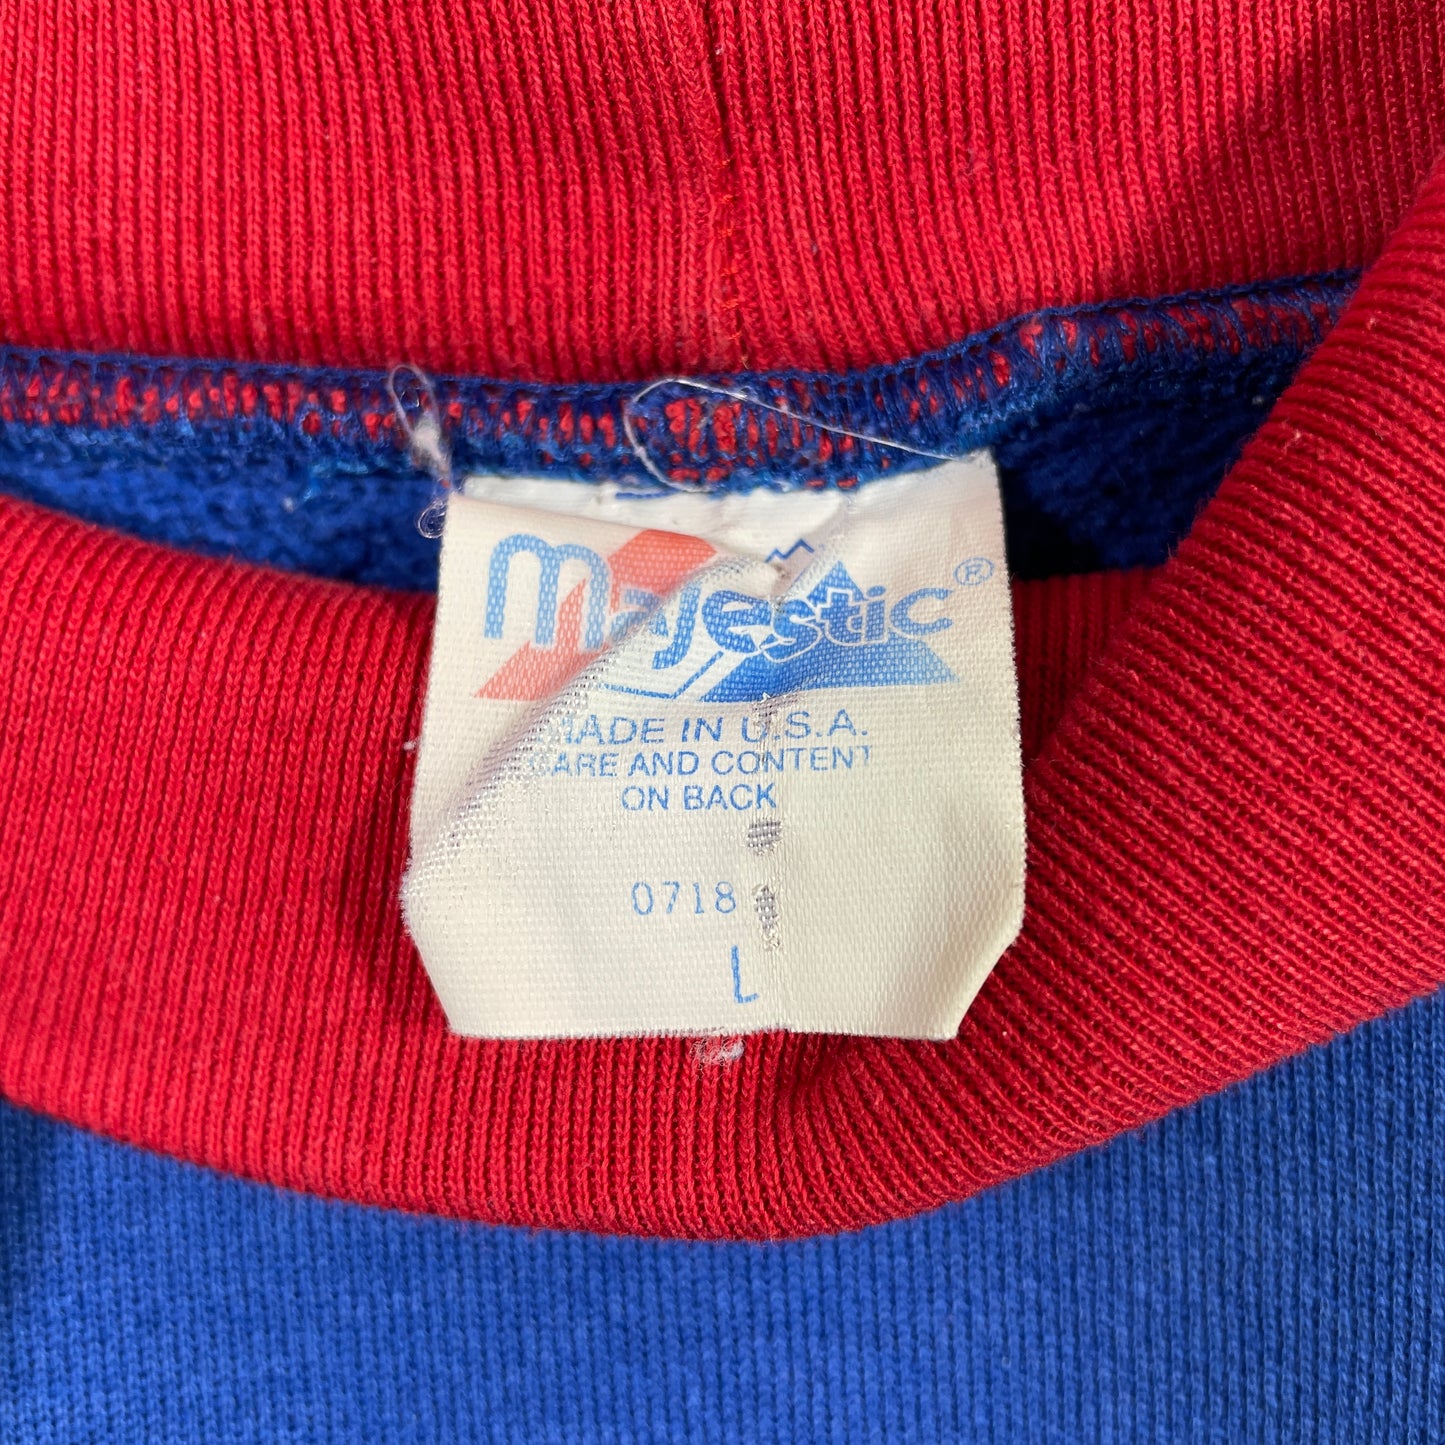 Majestic ®
MADE IN U.S.A.
CARE AND CONTENT
ON BACK
0718
L